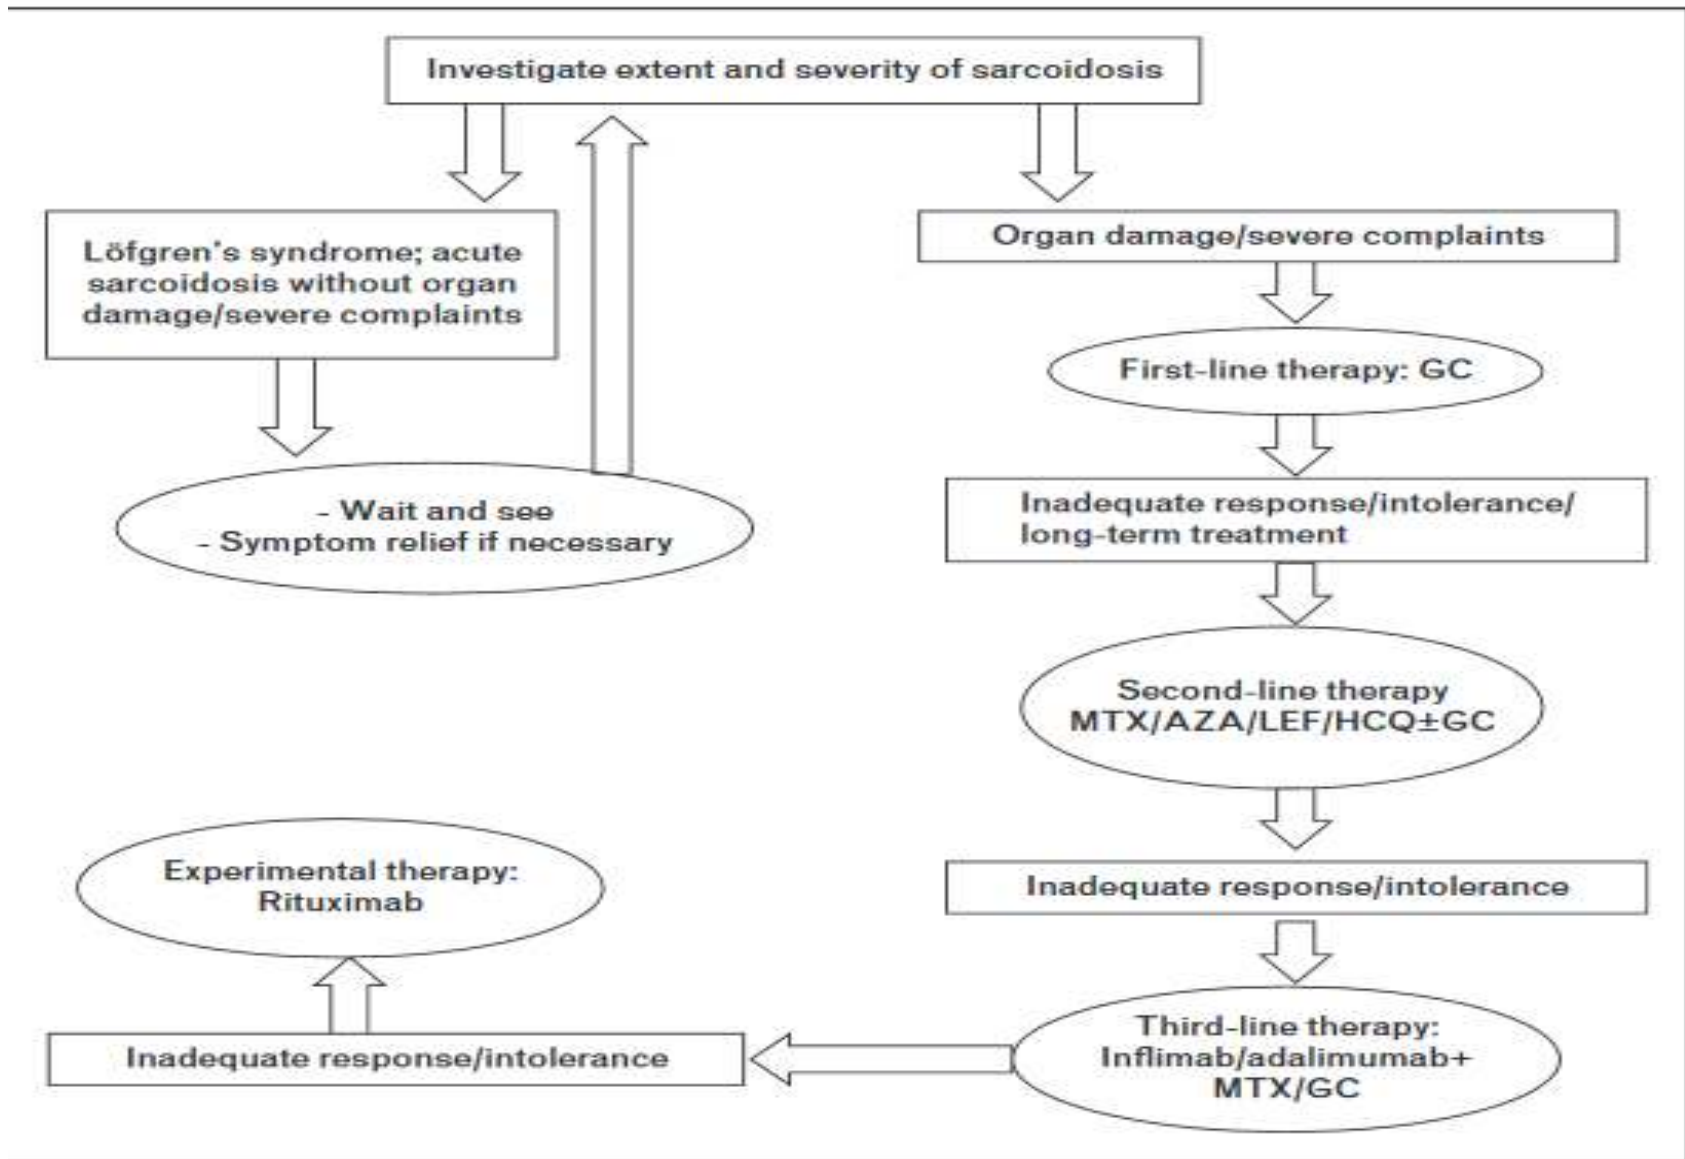 Investigate extent and severity of sarcoidosis
Löfgren's syndrome; acute
sarcoidosis without organ
damage/severe complaints
- Wait and see
- Symptom relief if necessary
Organ damage/severe complaints
First-line therapy: GC
Inadequate response/intolerance/
long-term treatment
Second-line therapy
MTX/AZA/LEF/HCQ±GC
Inadequate response/intolerance
Third-line therapy:
Inflimab/adalimumab+
MTX/GC
Inadequate response/intolerance
Experimental therapy:
Rituximab